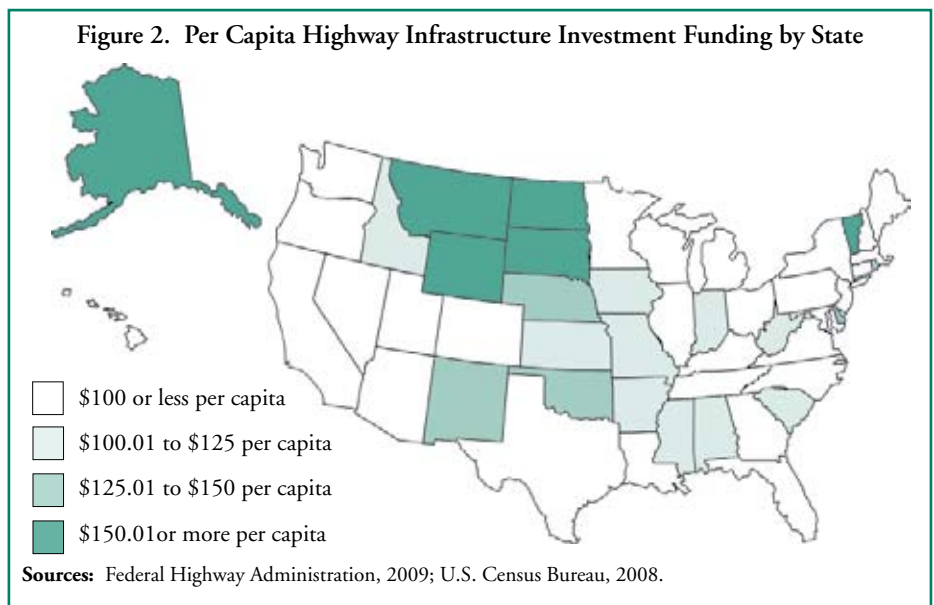 Figure 2. Per Capita Highway Infrastructure Investment Funding by State
$100 or less per capita
$100.01 to $125 per capita
$125.01 to $150 per capita
$150.01or more per capita
Sources: Federal Highway Administration, 2009; U.S. Census Bureau, 2008.